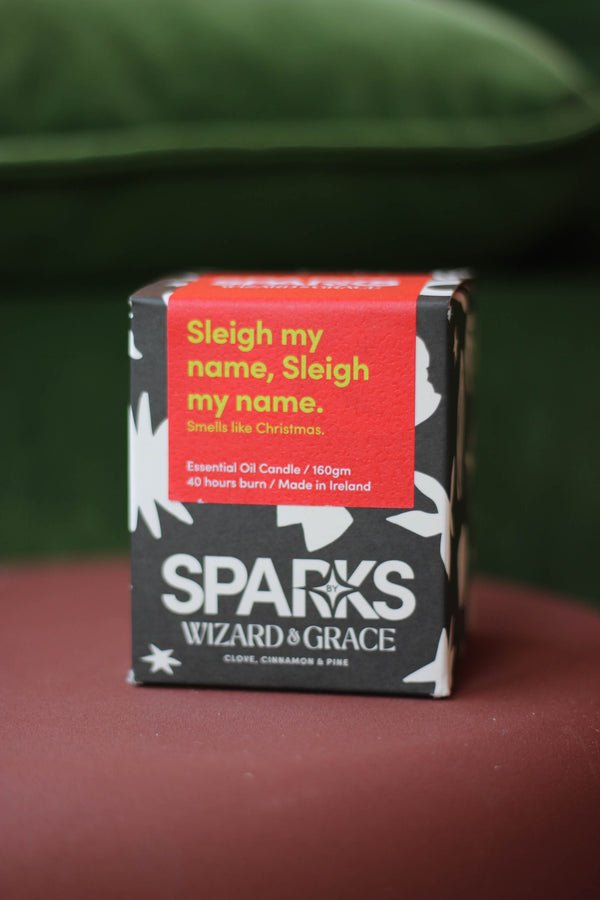 SPARKS
Sleigh my
name, Sleigh
my name.
Smells like Christmas.
Essential Oil Candle / 160gm
40 hours burn / Made in Ireland
SPARKS
BY
WIZARD & GRACE
CLOVE, CINNAMON & PINE